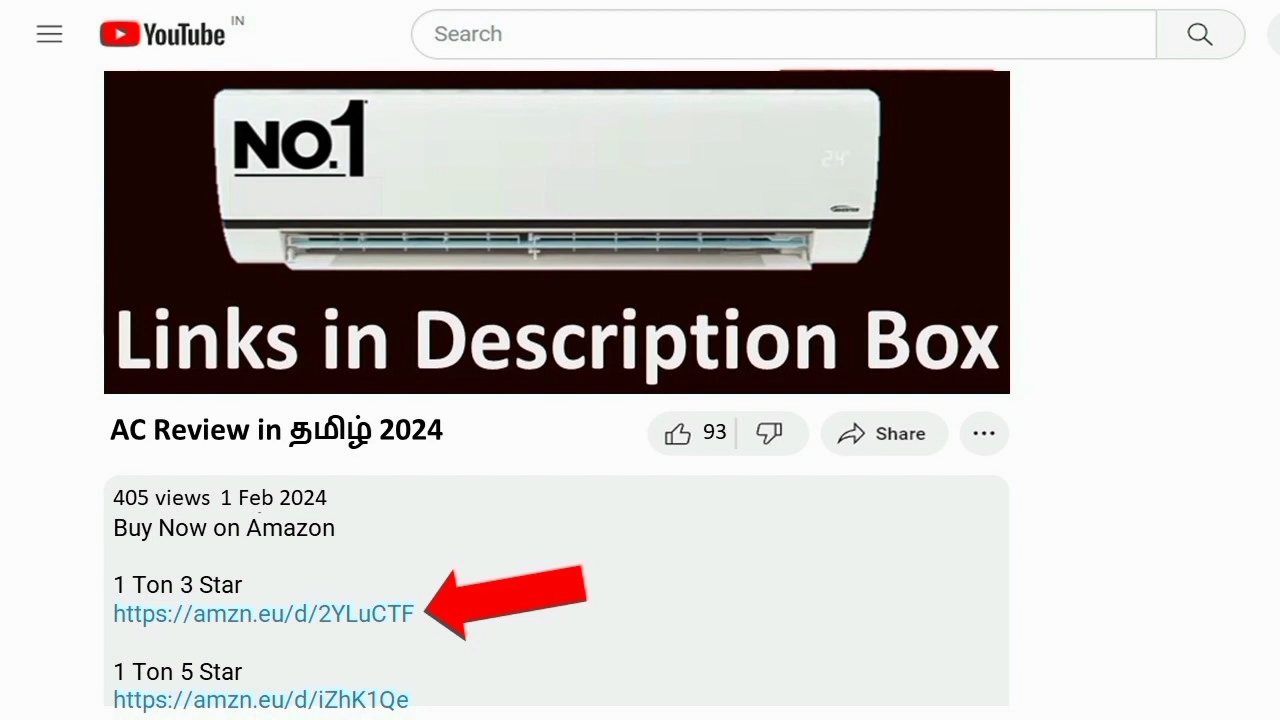 YouTube IN
Search
NO.1
24°
INVERTER
Links in Description Box
AC Review in தமிழ் 2024
93
Share
405 views 1 Feb 2024
Buy Now on Amazon
1 Ton 3 Star
https://amzn.eu/d/2YLuCTF
1 Ton 5 Star
https://amzn.eu/d/iZhK1Qe